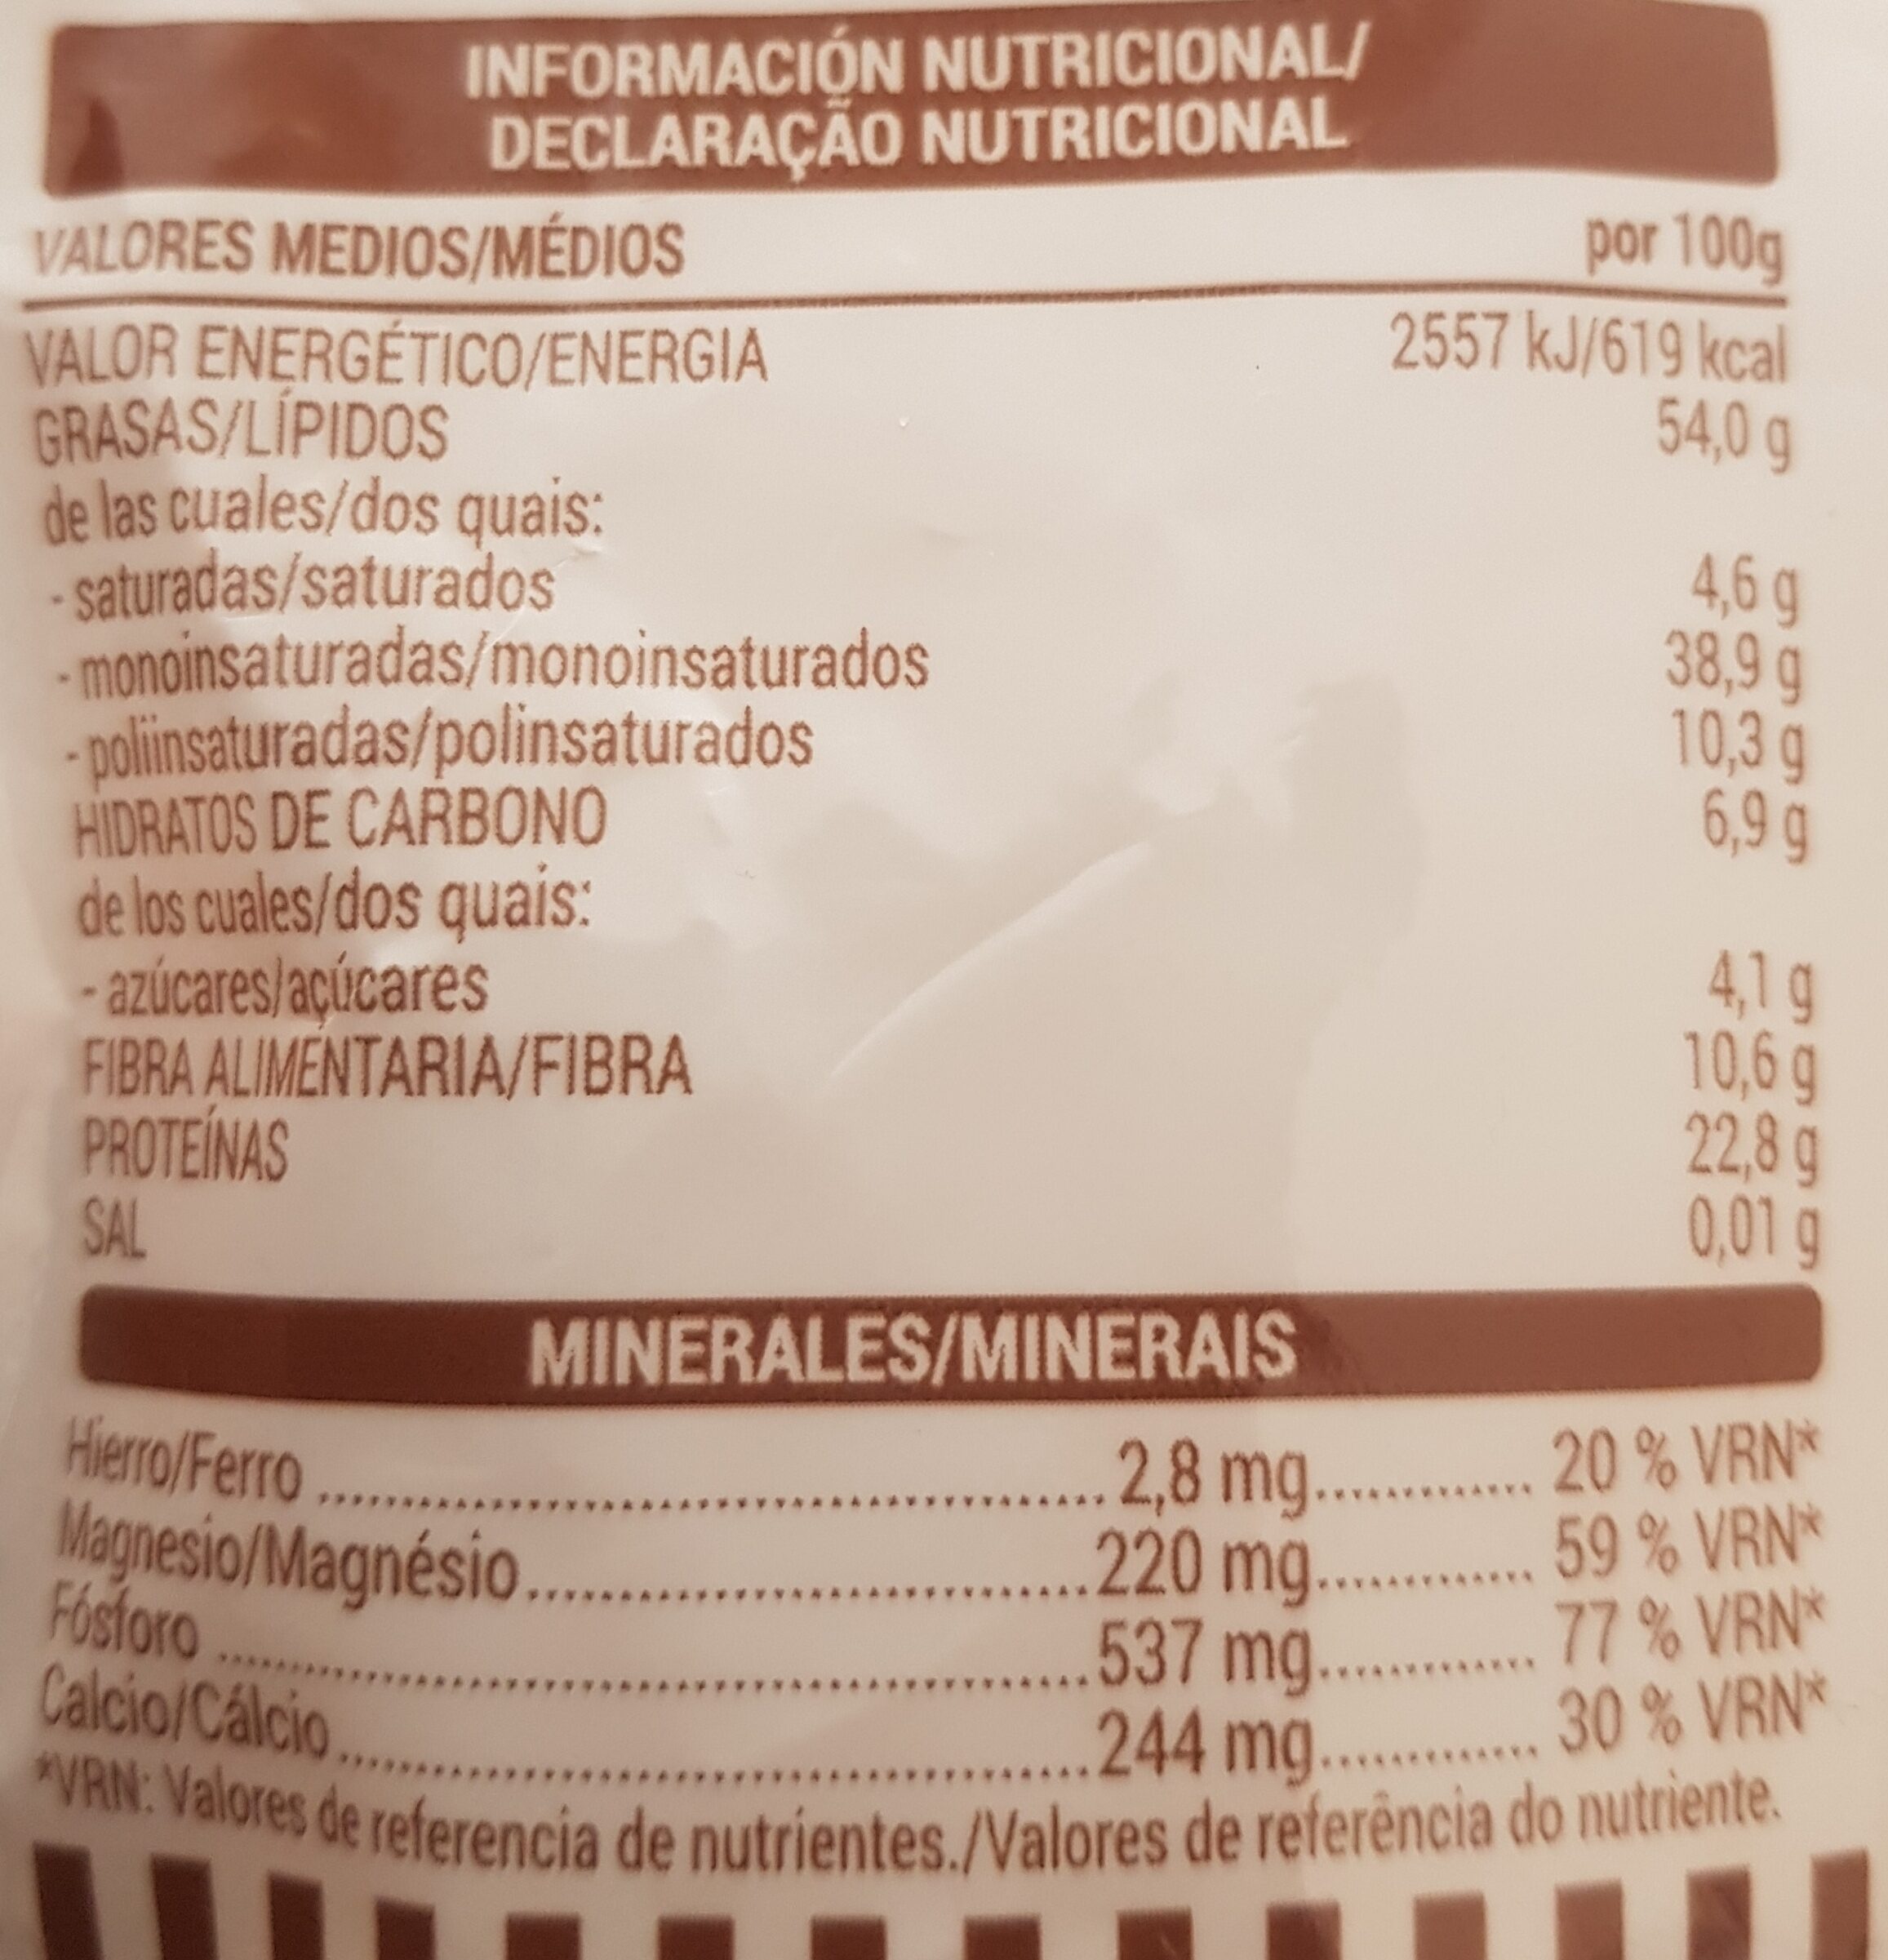 INFORMACIÓN NUTRICIONAL/
DECLARAÇÃO NUTRICIONAL
VALORES MEDIOS/MÉDIOS por 100g
VALOR ENERGÉTICO/ENERGIA 2557 kJ/619 kcal
GRASAS/LÍPIDOS 54,0 g
de las cuales/dos quais:
- saturadas/saturados 4,6 g
- monoinsaturadas/monoinsaturados 38,9 g
- poliinsaturadas/polinsaturados 10,3 g
HIDRATOS DE CARBONO 6,9 g
de los cuales/dos quais:
- azúcares/açúcares 4,1 g
FIBRA ALIMENTARIA/FIBRA 10,6 g
PROTEÍNAS 22,8 g
SAL 0,01 g
MINERALES/MINERAIS
Hierro/Ferro .......... 2,8 mg .......... 20 % VRN*
Magnesio/Magnésio .......... 220 mg .......... 59 % VRN*
Fósforo .......... 537 mg .......... 77 % VRN*
Calcio/Cálcio .......... 244 mg .......... 30 % VRN*
*VRN: Valores de referencia de nutrientes./Valores de referência do nutriente.